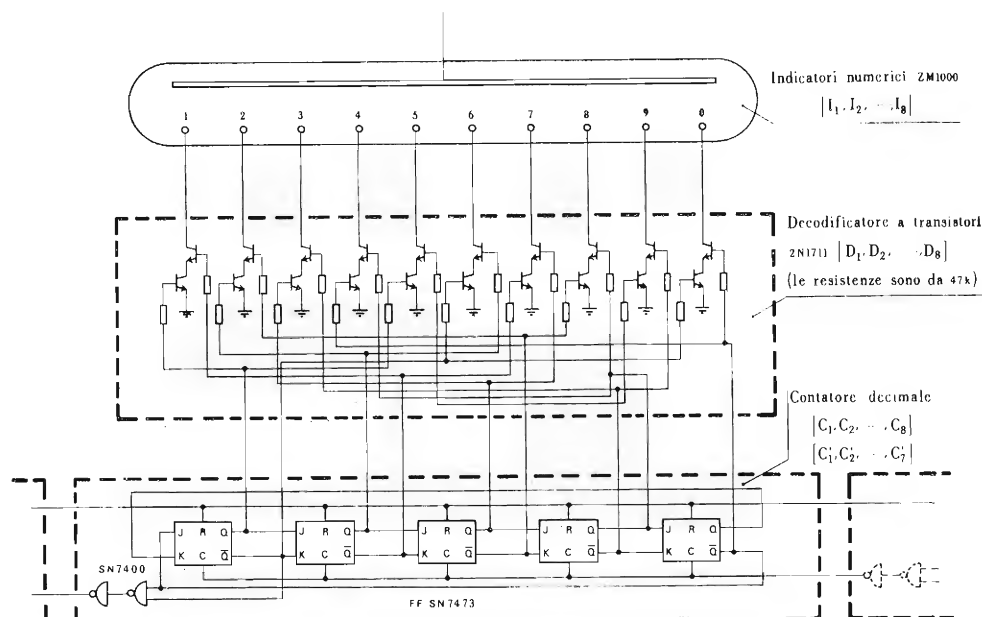 Indicatori numerici ZM1000
|I₁, I₂, ··· , I₈|
1 2 3 4 5 6 7 8 9 0
Decodificatore a transistori
2N1711 |D₁, D₂, ··· , D₈|
(le resistenze sono da 47k)
Contatore decimale
|C₁, C₂, ··· , C₈|
[C'₁, C'₂, ··· , C'₇]
J R Q J R Q J R Q J R Q J R Q
K C Q̅ K C Q̅ K C Q̅ K C Q̅ K C Q̅
SN7400
FF SN7473